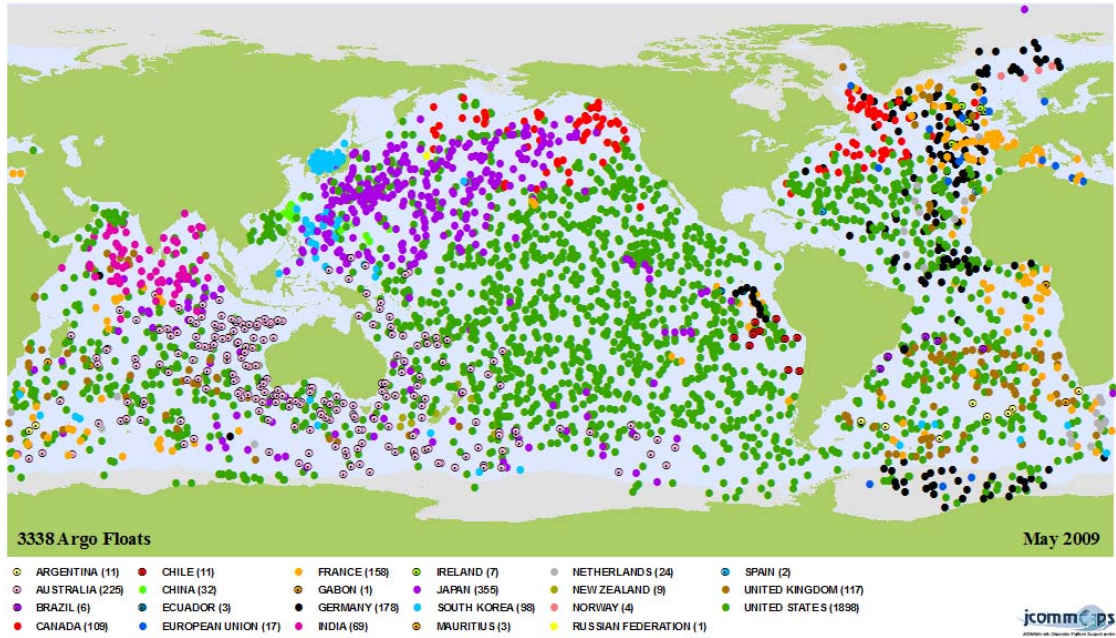 3338 Argo Floats
May 2009
ARGENTINA (11)
CHILE (11)
FRANCE (158)
IRELAND (7)
NETHERLANDS (24)
SPAIN (2)
AUSTRALIA (225)
CHINA (32)
GABON (1)
JAPAN (355)
NEW ZEALAND (9)
UNITED KINGDOM (117)
BRAZIL (6)
ECUADOR (3)
GERMANY (178)
SOUTH KOREA (98)
NORWAY (4)
UNITED STATES (1898)
CANADA (109)
EUROPEAN UNION (17)
INDIA (69)
MAURITIUS (3)
RUSSIAN FEDERATION (1)